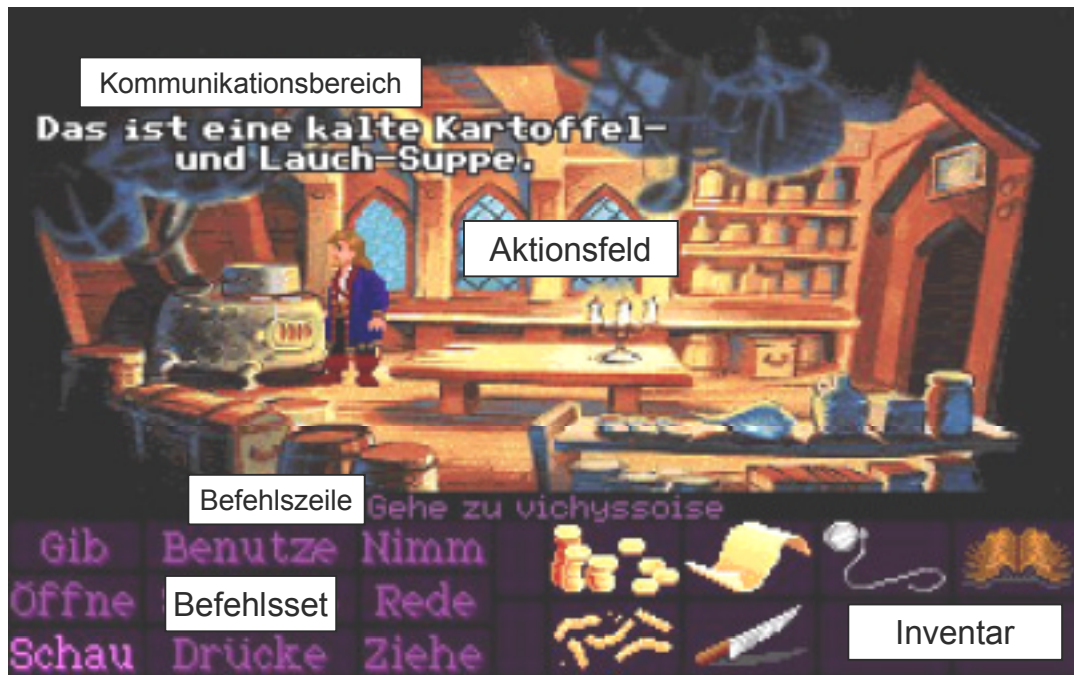 Kommunikationsbereich
Das ist eine kalte Kartoffel-
und Lauch-Suppe.
Aktionsfeld
Befehlszeile
Gehe zu vichyssoise
Gib Benutze Nimm
Öffne Rede
Befehlsset
Schau Drücke Ziehe
Inventar